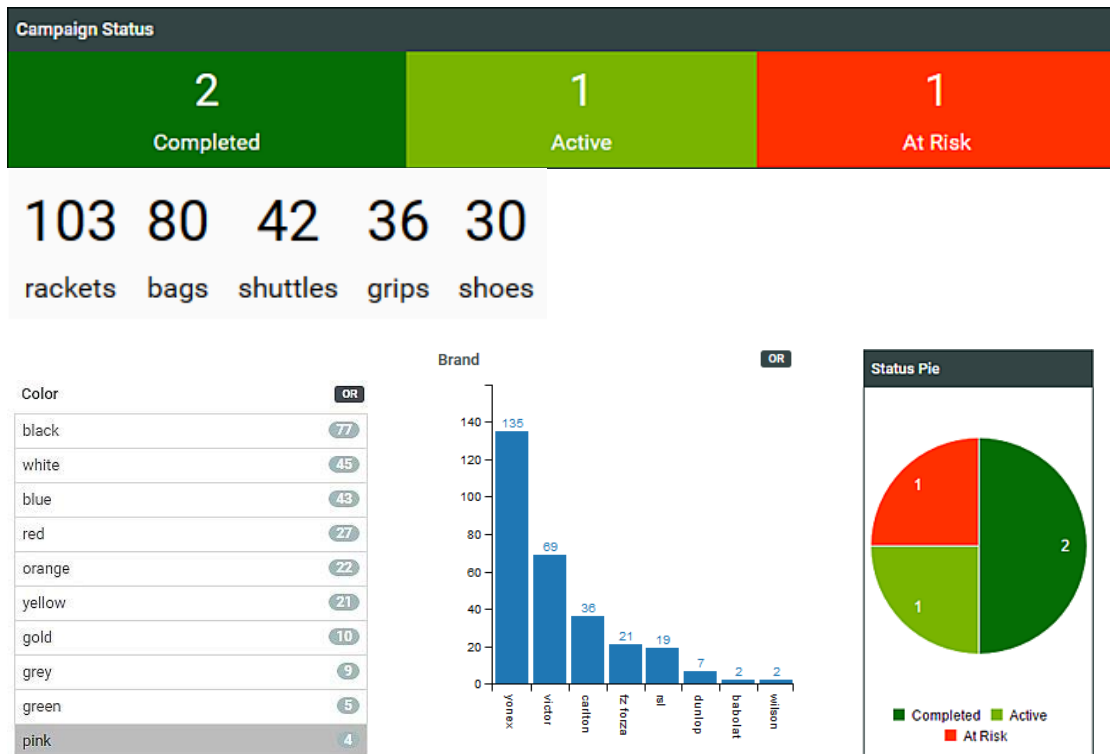 Campaign Status
2 1 1
Completed Active At Risk
103 80 42 36 30
rackets bags shuttles grips shoes
Color OR
black 77
white 45
blue 43
red 27
orange 22
yellow 21
gold 10
grey 9
green 5
pink 4
Brand OR
140
120
100
80
60
40
20
0
135 69 36 21 19 7 2 2
yonex victor carlton fz forza rsl dunlop babolat wilson
Status Pie
1
2
1
Completed Active
At Risk